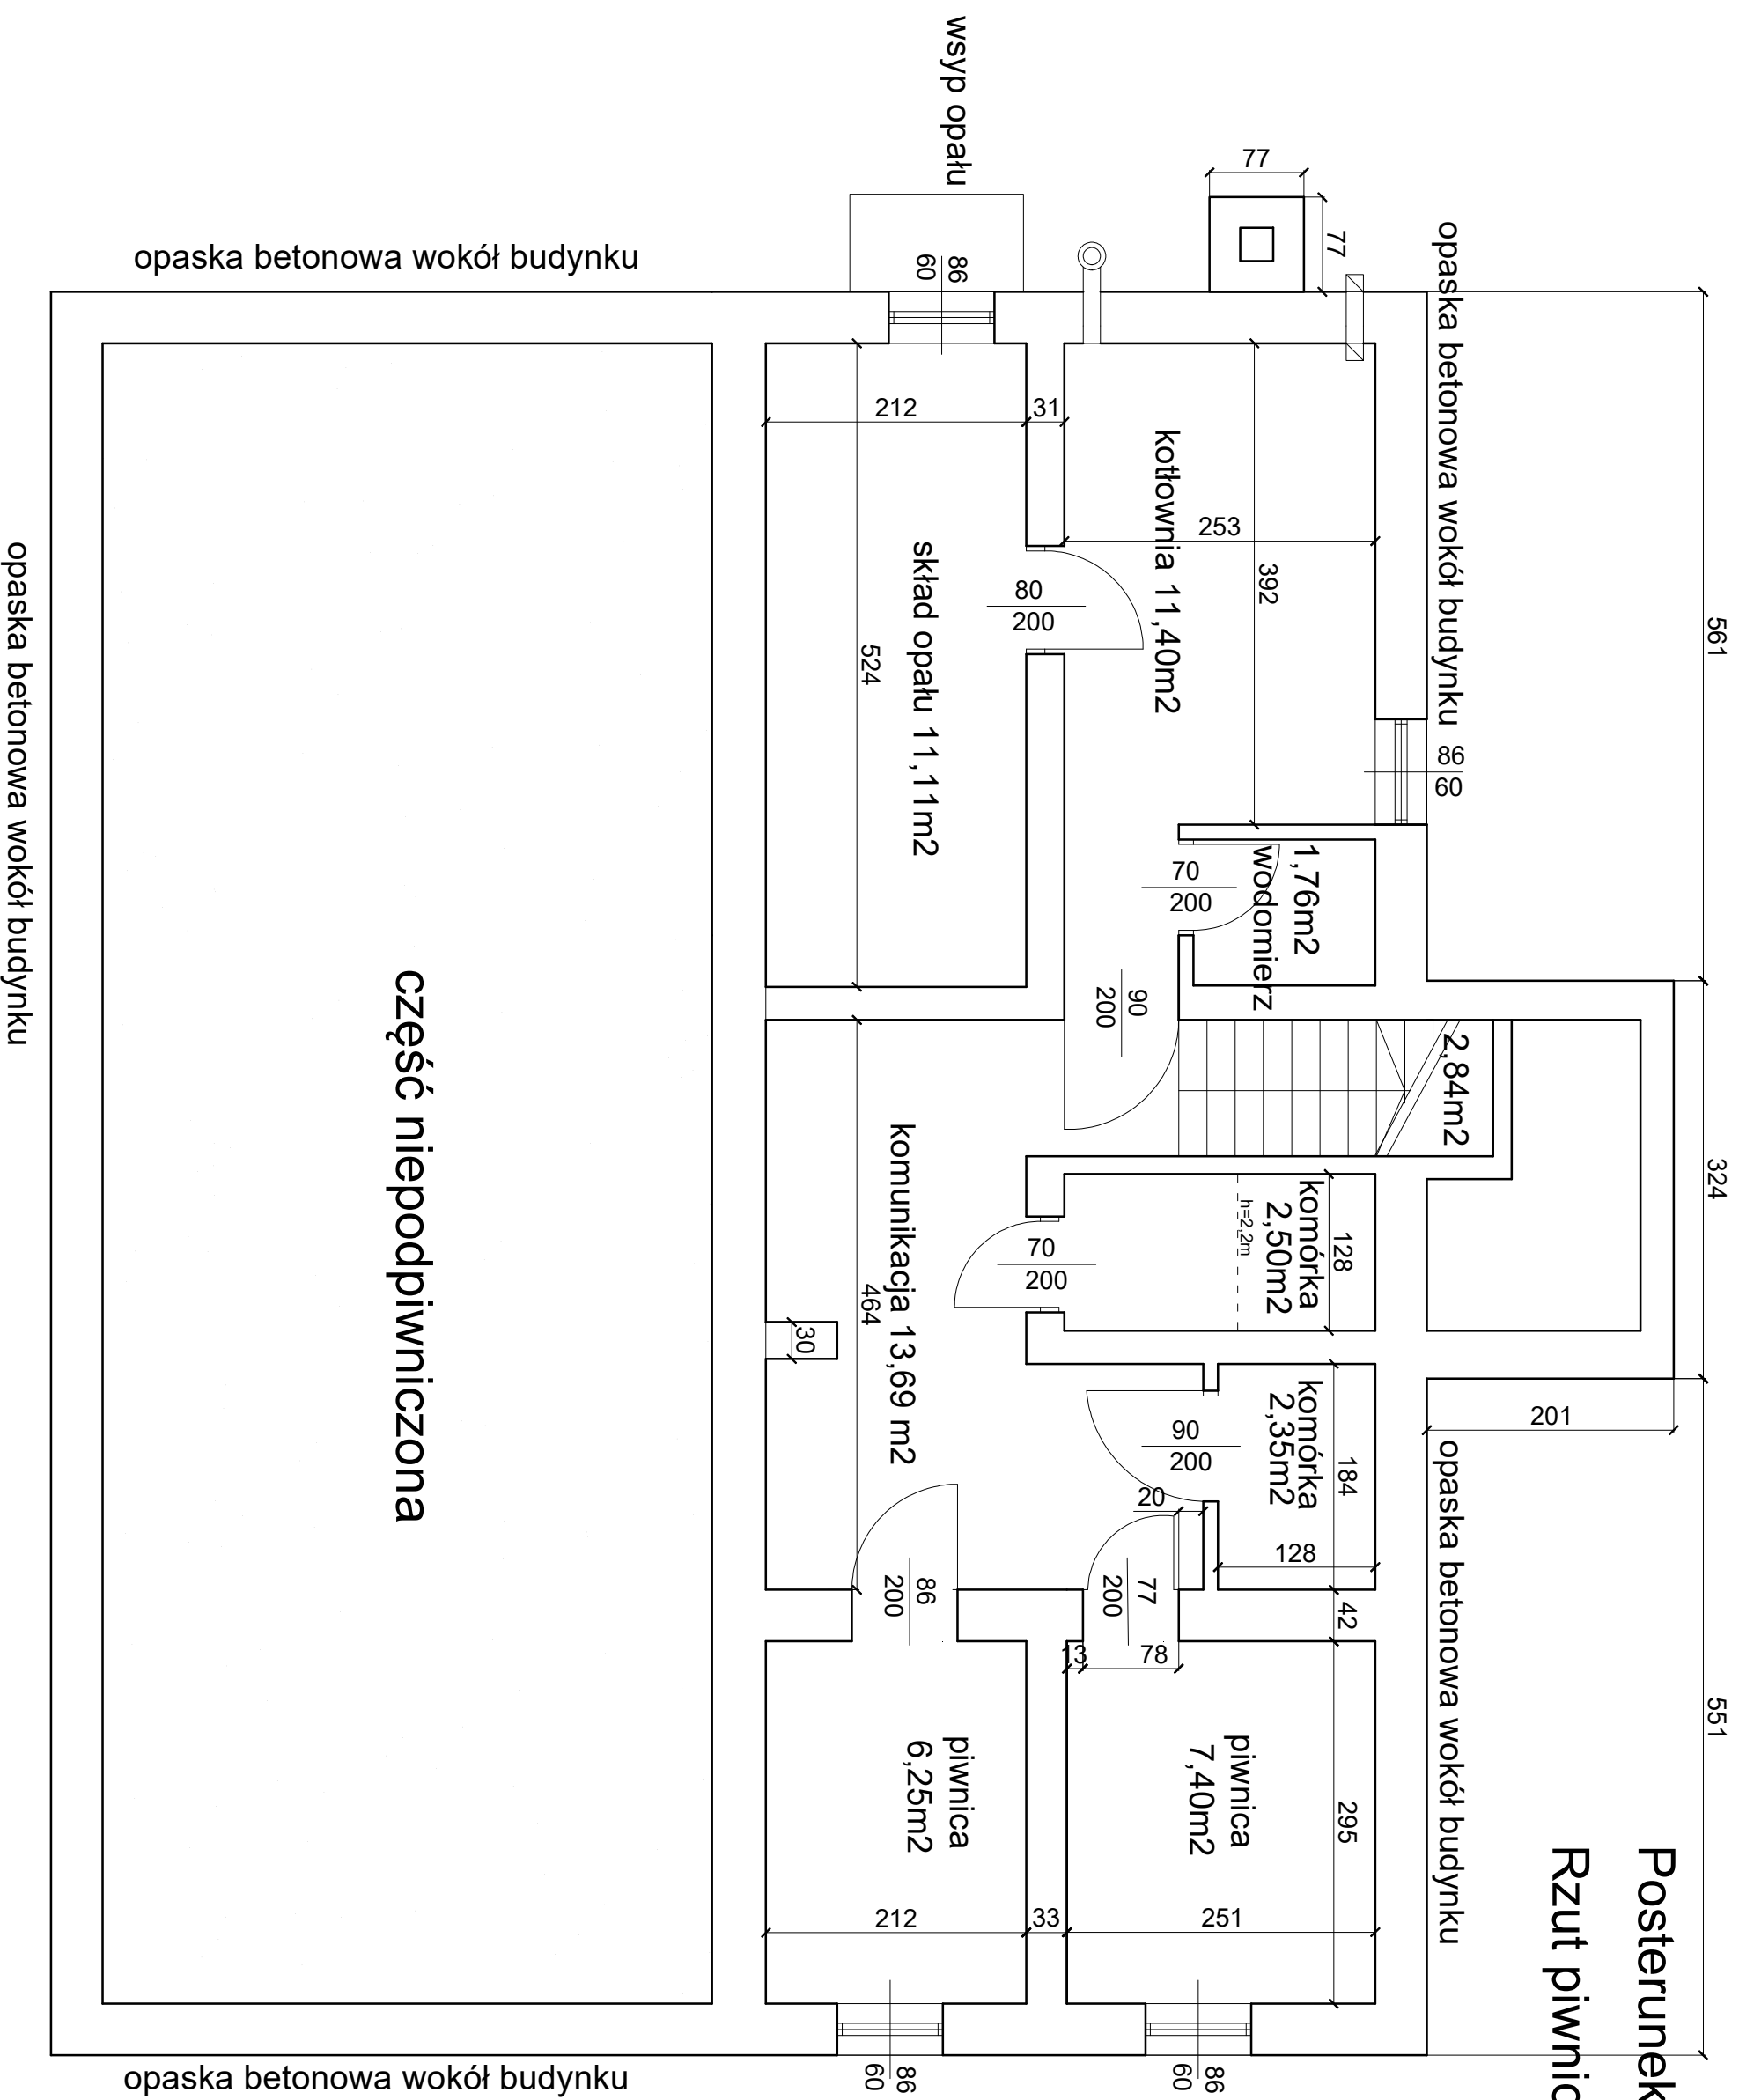 Posterunek
Rzut piwnic
wsyp opału
opaska betonowa wokół budynku
opaska betonowa wokół budynku
opaska betonowa wokół budynku
opaska betonowa wokół budynku
opaska betonowa wokół budynku
77
77
86
60
561
324
551
201
212
31
253
392
kotłownia 11,40m2
80
200
skład opału 11,11m2
524
86
60
70
200
1,76m2
wodomierz
90
200
2,84m2
komórka
2,50m2
128
h=2,2m
70
200
komunikacja 13,69 m2
464
30
komórka
2,35m2
184
90
200
20
128
42
86
200
77
200
13
78
piwnica
6,25m2
piwnica
7,40m2
295
212
33
251
86
60
86
60
część niepodpiwniczona